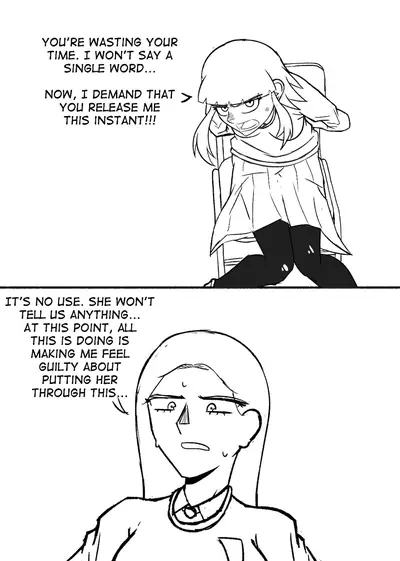 YOU'RE WASTING YOUR
TIME. I WON'T SAY A
SINGLE WORD...
NOW, I DEMAND THAT
YOU RELEASE ME
THIS INSTANT!!!
IT'S NO USE. SHE WON'T
TELL US ANYTHING...
AT THIS POINT, ALL
THIS IS DOING IS
MAKING ME FEEL
GUILTY ABOUT
PUTTING HER
THROUGH THIS...